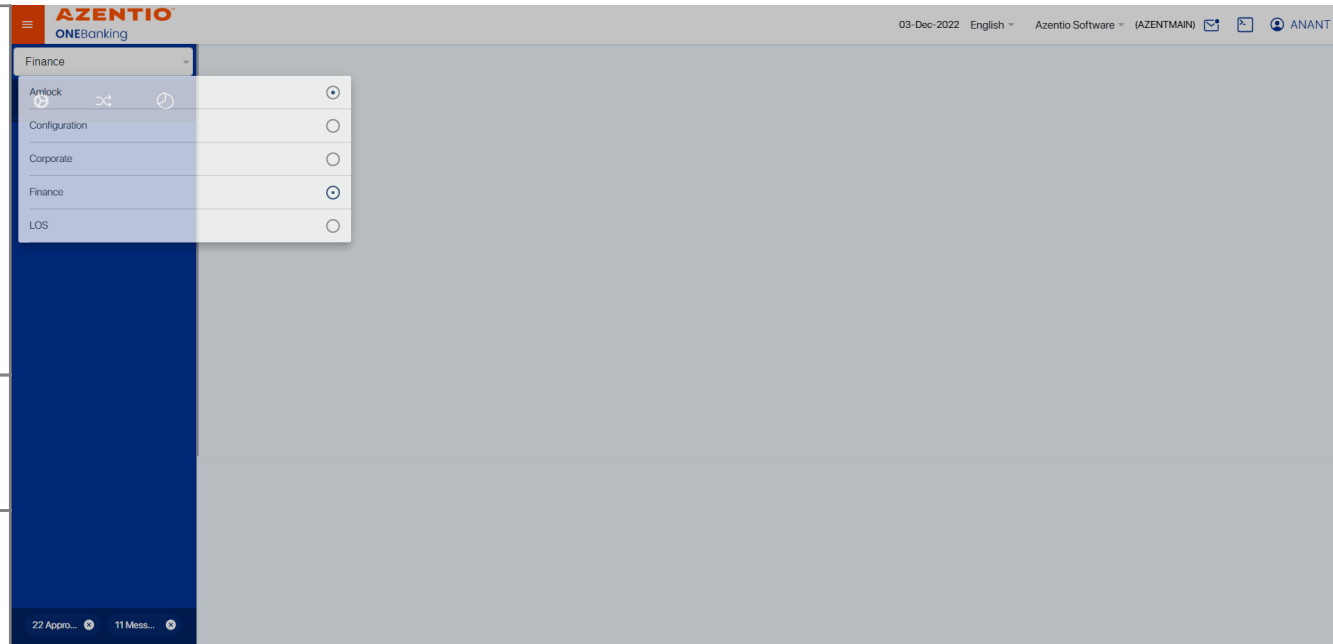 AZENTIO™
ONEBanking
03-Dec-2022 English Azentio Software (AZENTMAIN) ANANT
Finance
Amlock
Configuration
Corporate
Finance
LOS
22 Appro... 11 Mess...